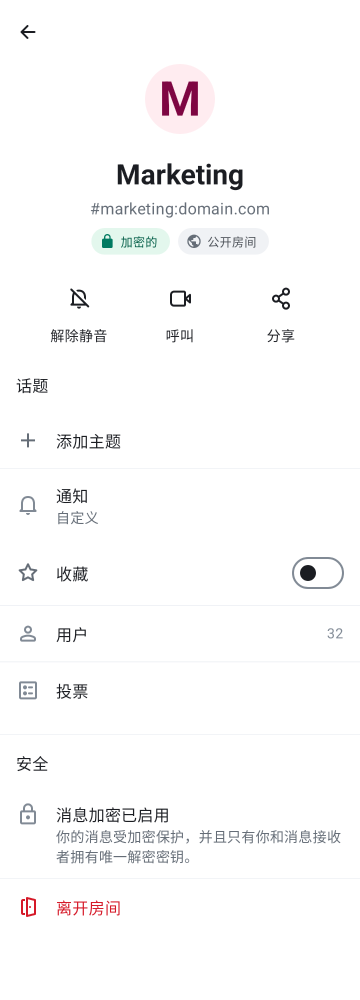 M
Marketing
#marketing:domain.com
加密的 公开房间
解除静音 呼叫 分享
话题
添加主题
通知
自定义
收藏
用户 32
投票
安全
消息加密已启用
你的消息受加密保护，并且只有你和消息接收
者拥有唯一解密密钥。
离开房间